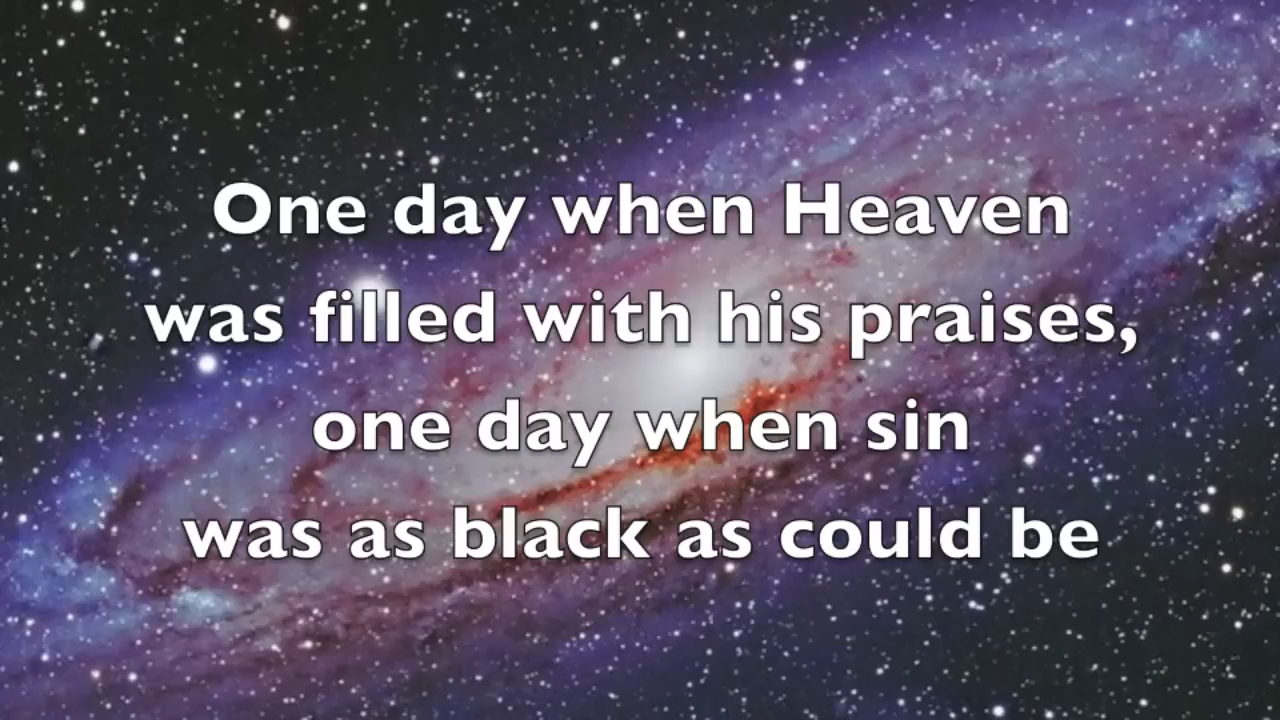 One day when Heaven
was filled with his praises,
one day when sin
was as black as could be